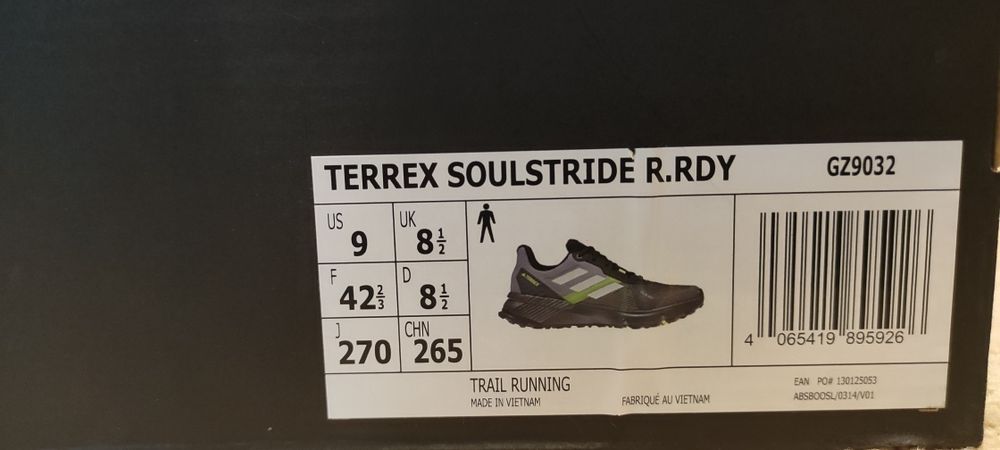 TERREX SOULSTRIDE R.RDY GZ9032
US 9 UK 8½
F 42⅔ D 8½
J 270 CHN 265
4 065419 895926
TRAIL RUNNING
MADE IN VIETNAM FABRIQUÉ AU VIETNAM
EAN PO# 130125053
ABSBOOSL/0314/V01